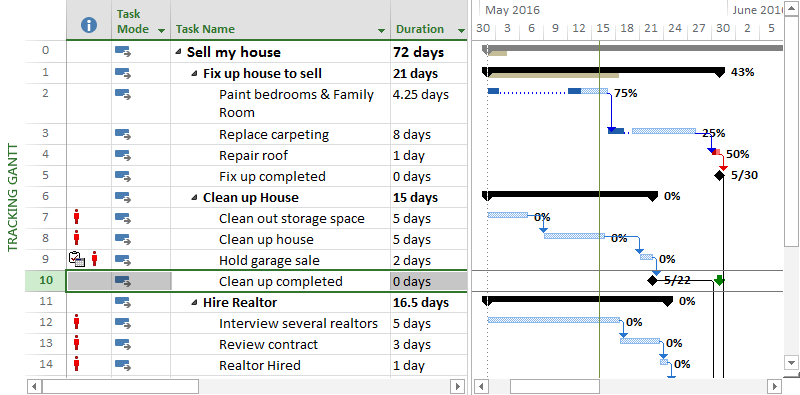 May 2016 June 2016
Task Mode Task Name Duration 30 3 6 9 12 15 18 21 24 27 30 2 5
0 Sell my house 72 days
1 Fix up house to sell 21 days 43%
2 Paint bedrooms & Family Room 4.25 days 75%
3 Replace carpeting 8 days 25%
4 Repair roof 1 day 50%
5 Fix up completed 0 days 5/30
6 Clean up House 15 days 0%
7 Clean out storage space 5 days 0%
8 Clean up house 5 days 0%
9 Hold garage sale 2 days 0%
10 Clean up completed 0 days 5/22
11 Hire Realtor 16.5 days 0%
12 Interview several realtors 5 days 0%
13 Review contract 3 days 0%
14 Realtor Hired 1 day 0%
TRACKING GANTT